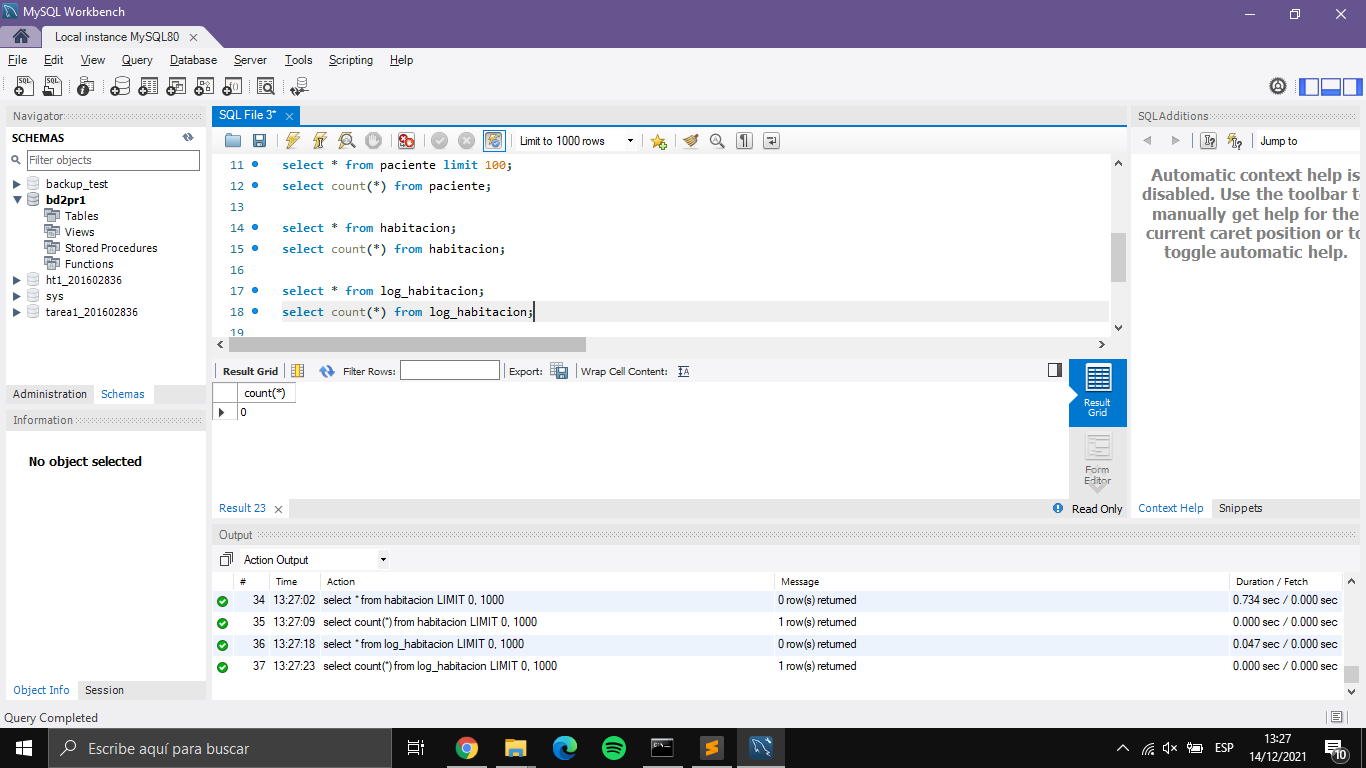 MySQL Workbench
Local instance MySQL80
File Edit View Query Database Server Tools Scripting Help
Navigator
SCHEMAS
Filter objects
backup_test
bd2pr1
Tables
Views
Stored Procedures
Functions
ht1_201602836
sys
tarea1_201602836
Administration Schemas
Information
No object selected
Object Info Session
SQL File 3*
Limit to 1000 rows
11 select * from paciente limit 100;
12 select count(*) from paciente;
13
14 select * from habitacion;
15 select count(*) from habitacion;
16
17 select * from log_habitacion;
18 select count(*) from log_habitacion;
19
Result Grid Filter Rows: Export: Wrap Cell Content:
count(*)
0
Result Grid
Form Editor
Result 23
Read Only
SQLAdditions
Jump to
Automatic context help is
disabled. Use the toolbar t
manually get help for the
current caret position or to
toggle automatic help.
Context Help Snippets
Output
Action Output
# Time Action Message Duration / Fetch
34 13:27:02 select * from habitacion LIMIT 0, 1000 0 row(s) returned 0.734 sec / 0.000 sec
35 13:27:09 select count(*) from habitacion LIMIT 0, 1000 1 row(s) returned 0.000 sec / 0.000 sec
36 13:27:18 select * from log_habitacion LIMIT 0, 1000 0 row(s) returned 0.047 sec / 0.000 sec
37 13:27:23 select count(*) from log_habitacion LIMIT 0, 1000 1 row(s) returned 0.000 sec / 0.000 sec
Query Completed
Escribe aquí para buscar
ESP
13:27
14/12/2021
10